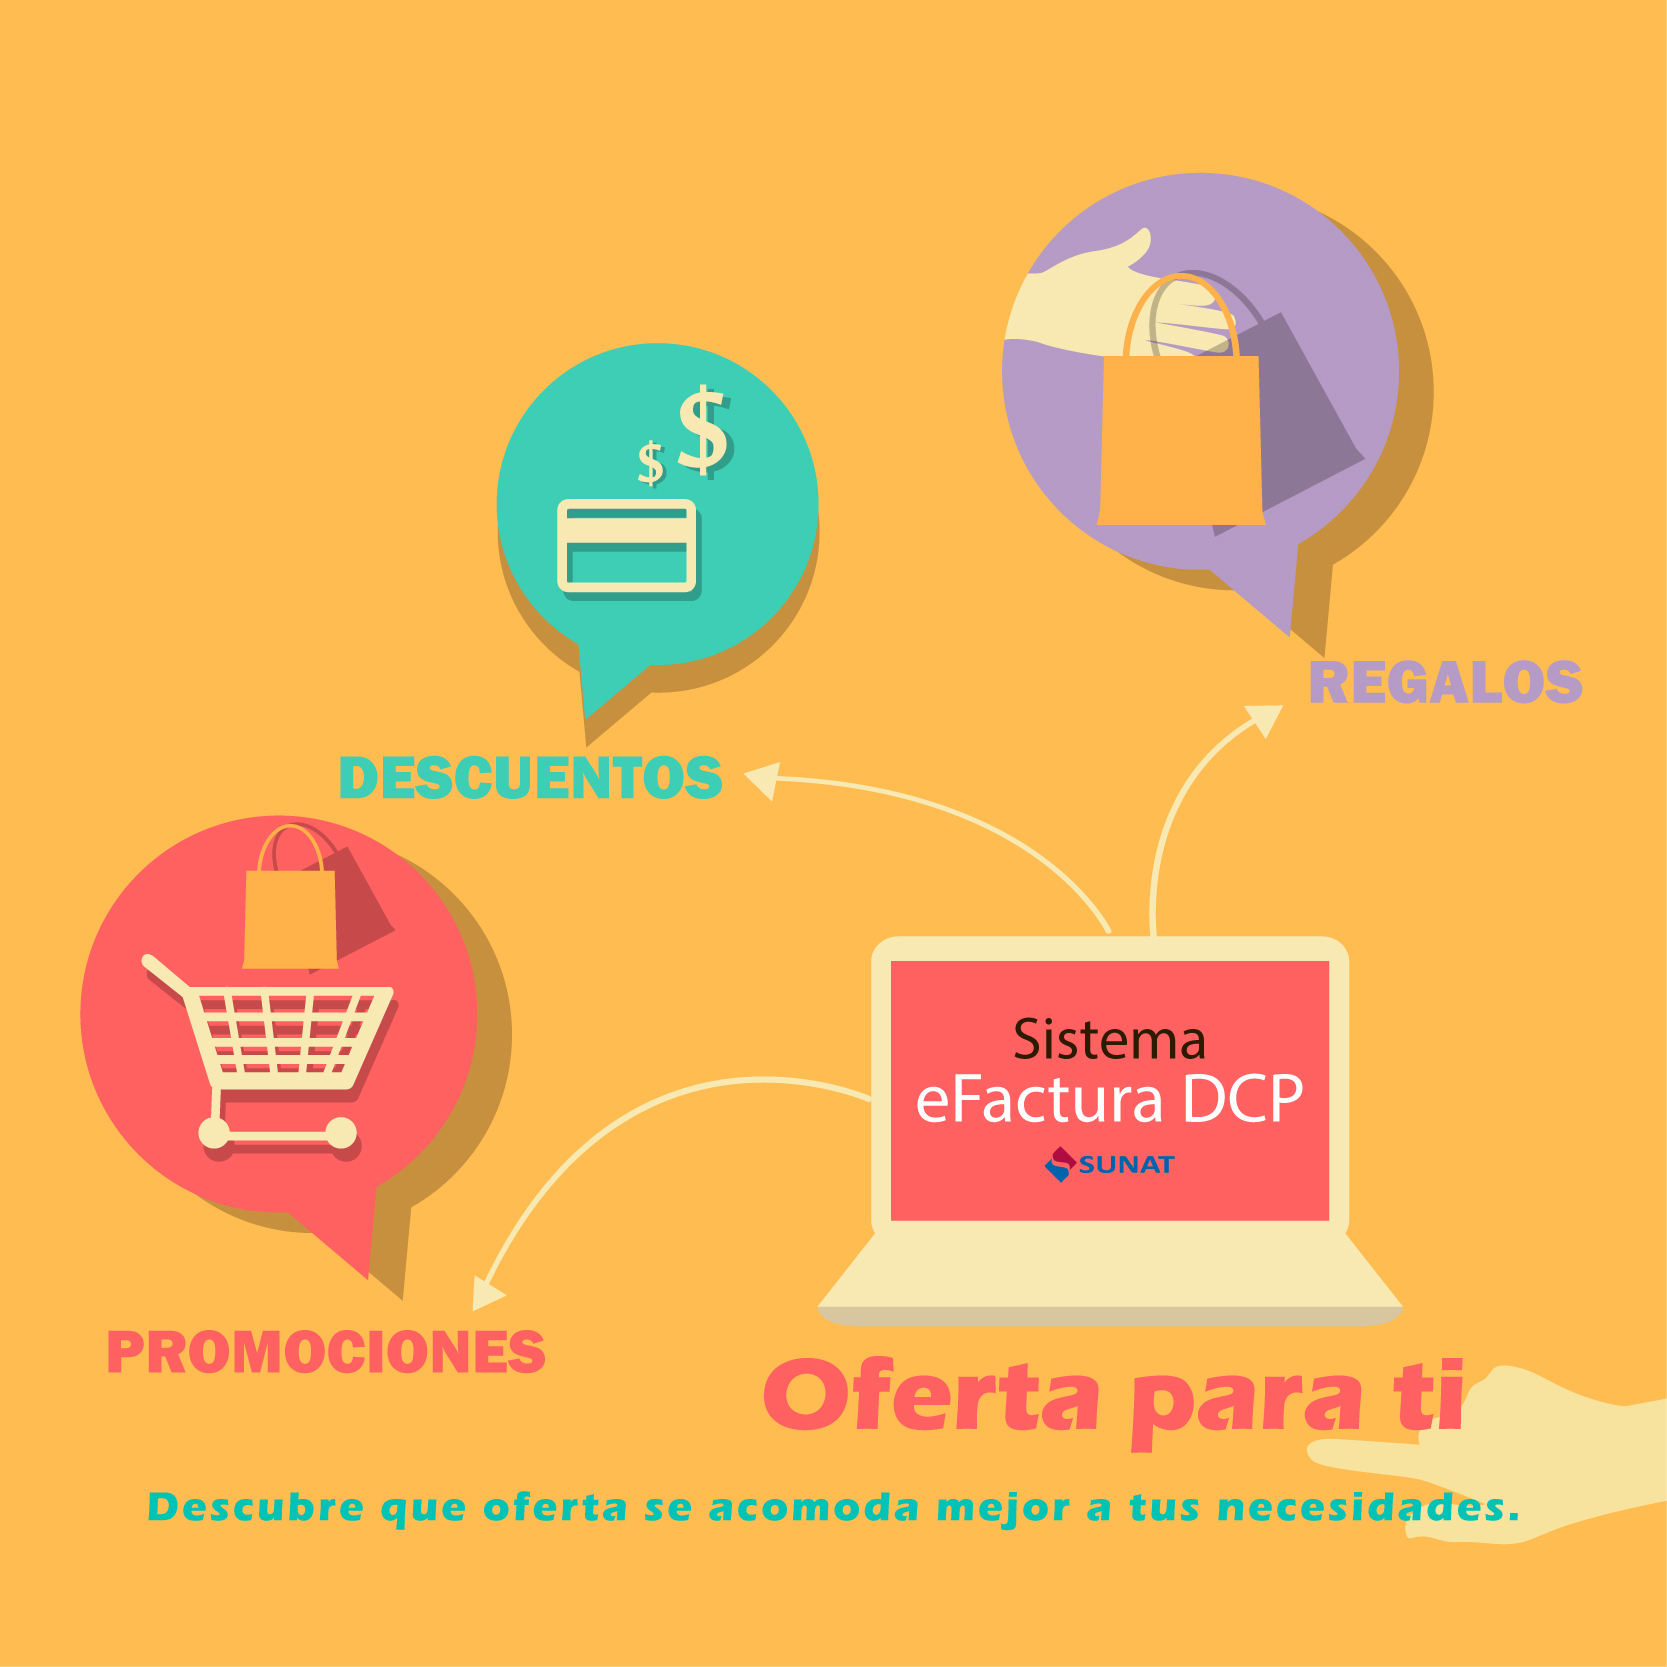 $
$
REGALOS
DESCUENTOS
Sistema
eFactura DCP
SUNAT
PROMOCIONES
Oferta para ti
Descubre que oferta se acomoda mejor a tus necesidades.